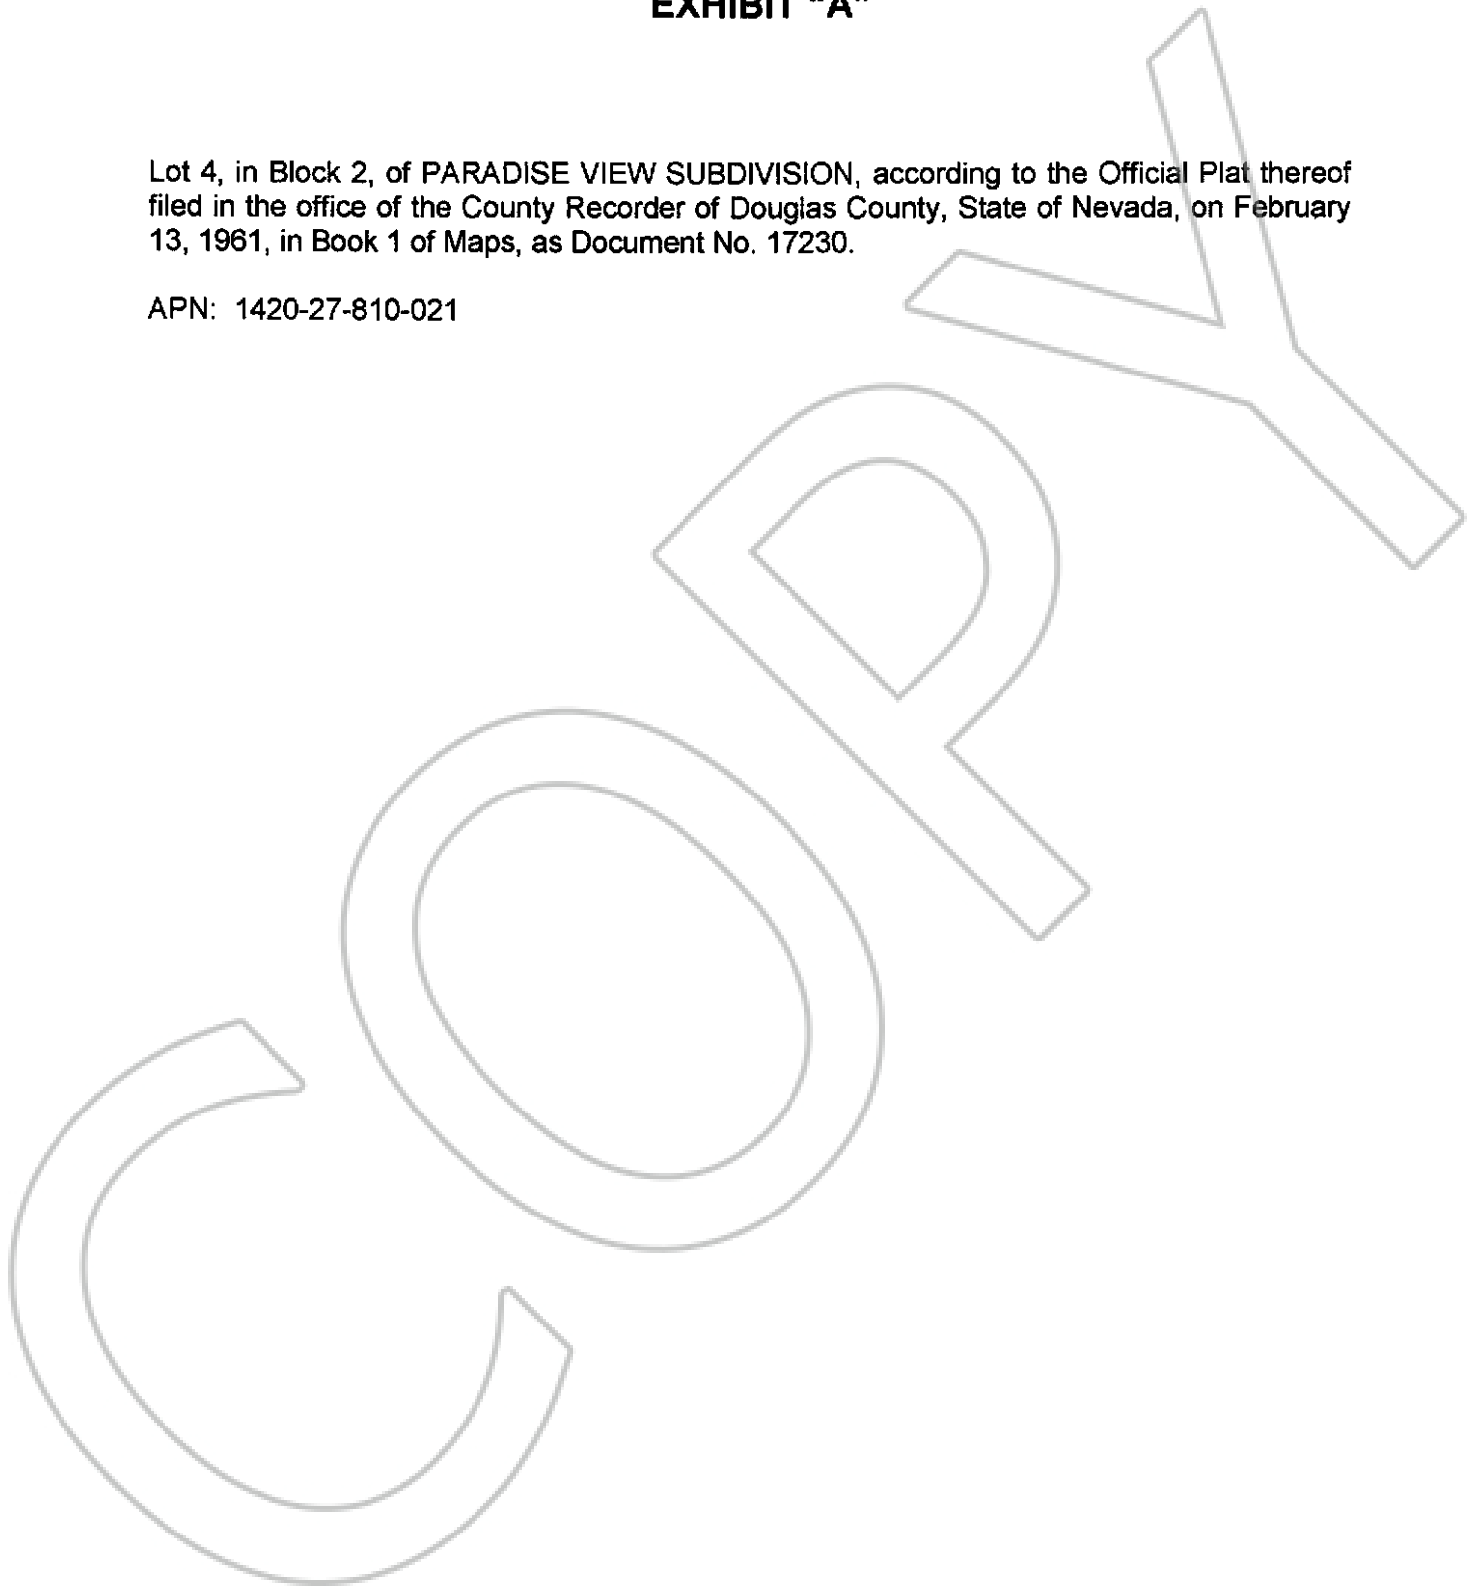 EXHIBIT "A"
Lot 4, in Block 2, of PARADISE VIEW SUBDIVISION, according to the Official Plat thereof
filed in the office of the County Recorder of Douglas County, State of Nevada, on February
13, 1961, in Book 1 of Maps, as Document No. 17230.
APN: 1420-27-810-021
COPY